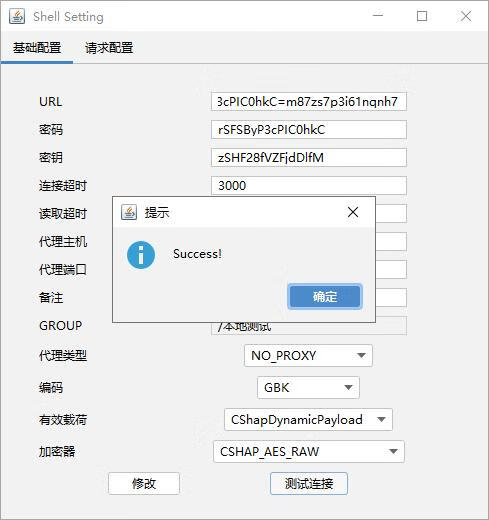 Shell Setting
基础配置 请求配置
URL 3cPIC0hkC=m87zs7p3i61nqnh7
密码 rSFSByP3cPIC0hkC
密钥 zSHF28fVZFjdDlfM
连接超时 3000
读取超时
提示
代理主机
Success!
代理端口
备注 确定
GROUP /本地测试
代理类型 NO_PROXY
编码 GBK
有效载荷 CShapDynamicPayload
加密器 CSHAP_AES_RAW
修改 测试连接